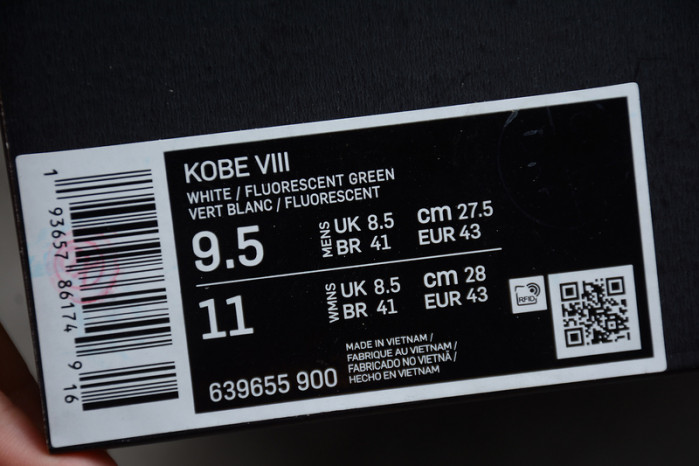 1 93657 86174 9 16
KOBE VIII
WHITE / FLUORESCENT GREEN
VERT BLANC / FLUORESCENT
9.5 MENS UK 8.5 cm 27.5
BR 41 EUR 43
11 WMNS UK 8.5 cm 28
BR 41 EUR 43
RFID
639655 900
MADE IN VIETNAM /
FABRIQUE AU VIETNAM /
FABRICADO NO VIETNÃ /
HECHO EN VIETNAM